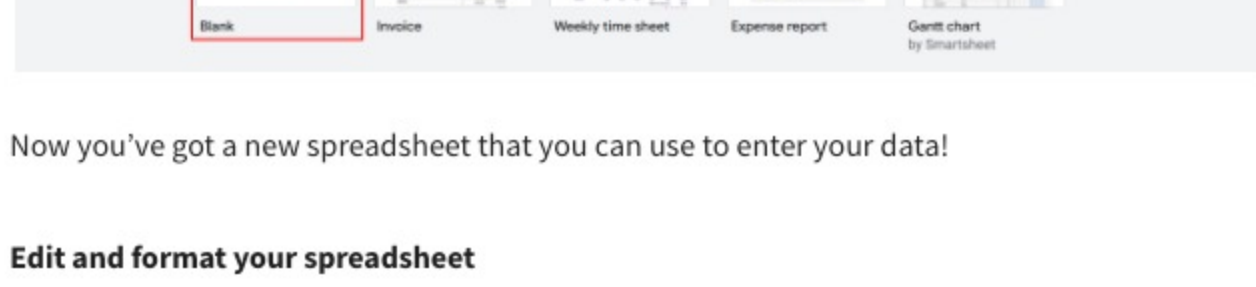 Blank Invoice Weekly time sheet Expense report Gantt chart
by Smartsheet
Now you’ve got a new spreadsheet that you can use to enter your data!
Edit and format your spreadsheet